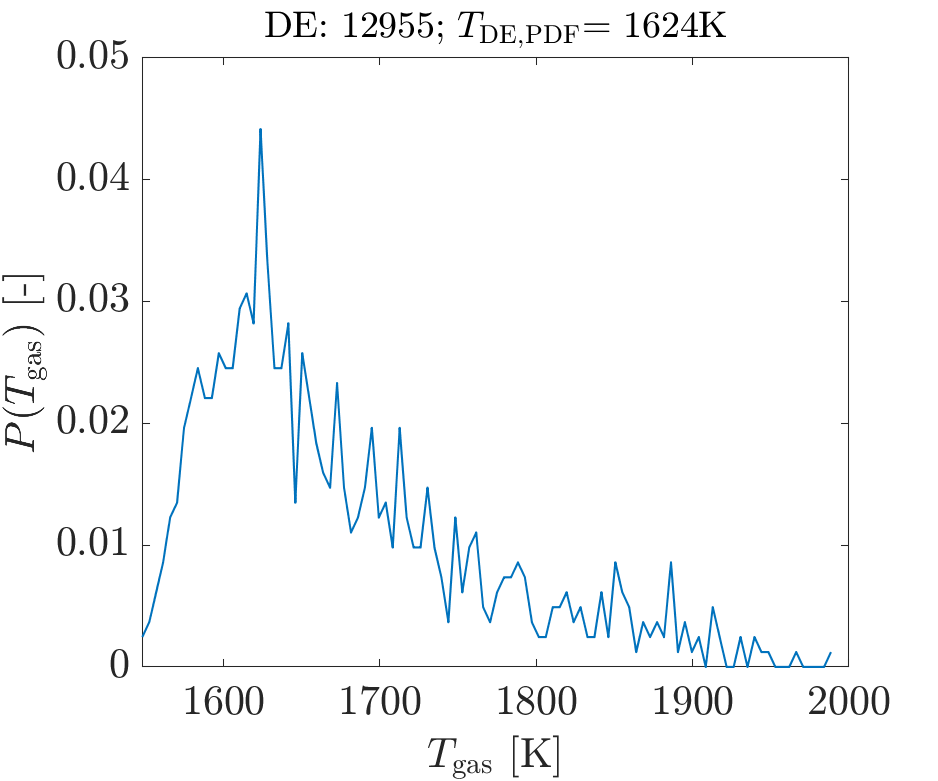 DE: 12955; T_DE,PDF= 1624K
0.05
0.04
0.03
0.02
0.01
0
P(T_gas) [-]
1600 1700 1800 1900 2000
T_gas [K]